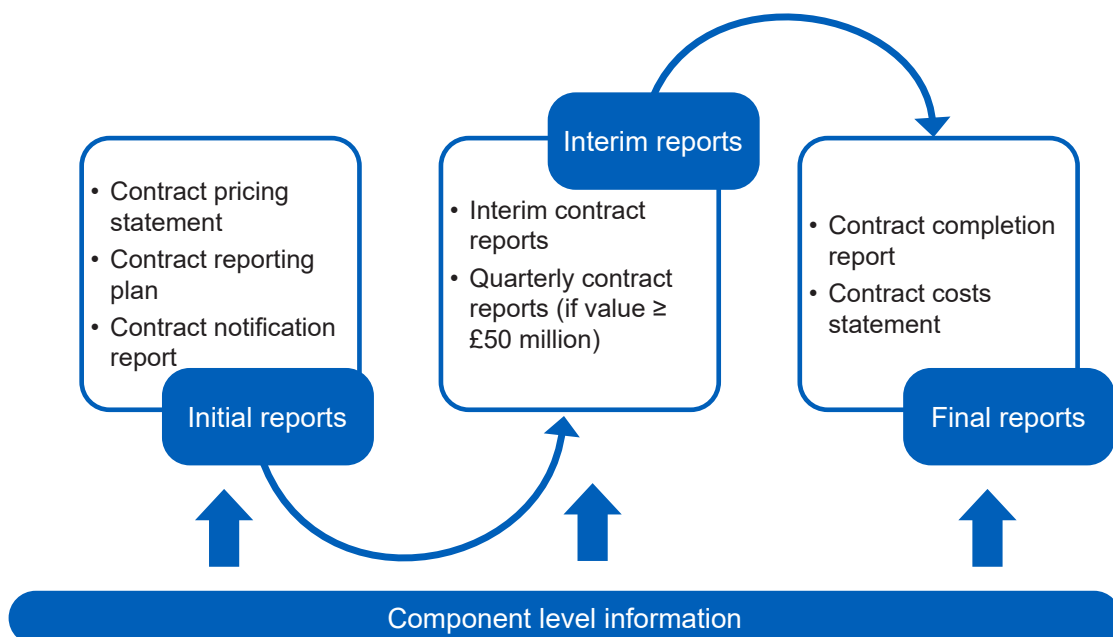 • Contract pricing
statement
• Contract reporting
plan
• Contract notification
report
Initial reports
Interim reports
• Interim contract
reports
• Quarterly contract
reports (if value ≥
£50 million)
• Contract completion
report
• Contract costs
statement
Final reports
Component level information